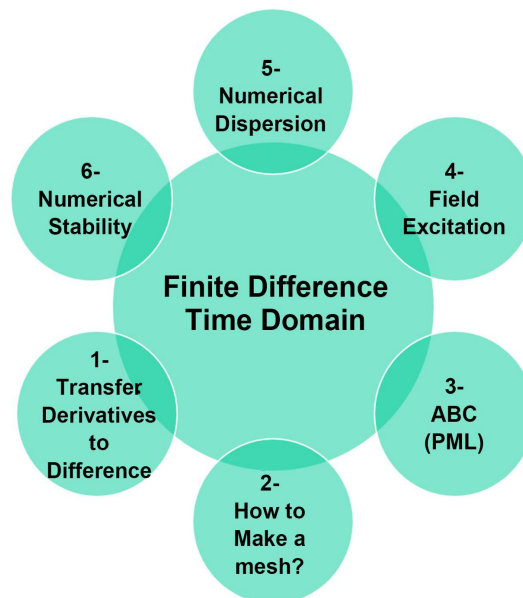 5-
Numerical
Dispersion
6-
Numerical
Stability
4-
Field
Excitation
Finite Difference
Time Domain
1-
Transfer
Derivatives
to
Difference
3-
ABC
(PML)
2-
How to
Make a
mesh?